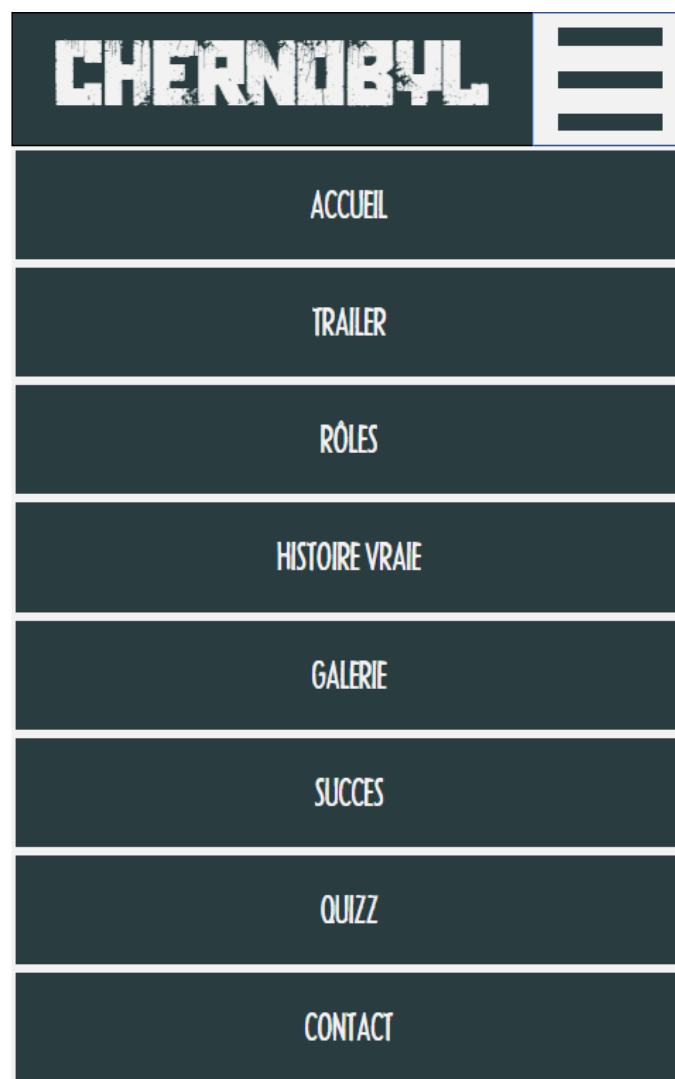 CHERNOBYL
ACCUEIL
TRAILER
RÔLES
HISTOIRE VRAIE
GALERIE
SUCCES
QUIZZ
CONTACT